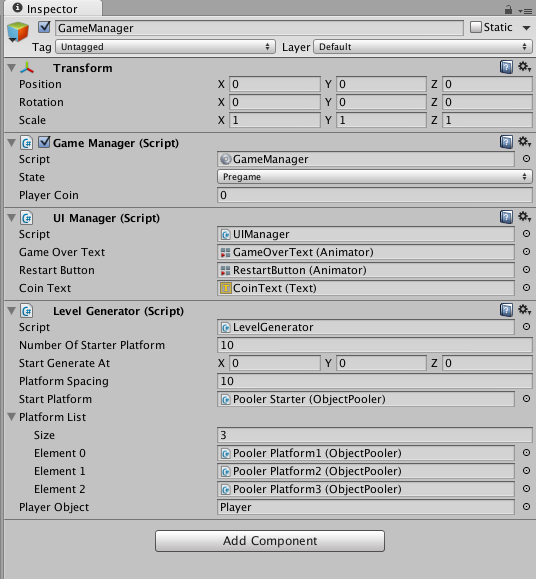 Inspector
GameManager Static
Tag Untagged Layer Default
Transform
Position X 0 Y 0 Z 0
Rotation X 0 Y 0 Z 0
Scale X 1 Y 1 Z 1
Game Manager (Script)
Script GameManager
State Pregame
Player Coin 0
UI Manager (Script)
Script UIManager
Game Over Text GameOverText (Animator)
Restart Button RestartButton (Animator)
Coin Text CoinText (Text)
Level Generator (Script)
Script LevelGenerator
Number Of Starter Platform 10
Start Generate At X 0 Y 0 Z 0
Platform Spacing 10
Start Platform Pooler Starter (ObjectPooler)
Platform List
Size 3
Element 0 Pooler Platform1 (ObjectPooler)
Element 1 Pooler Platform2 (ObjectPooler)
Element 2 Pooler Platform3 (ObjectPooler)
Player Object Player
Add Component